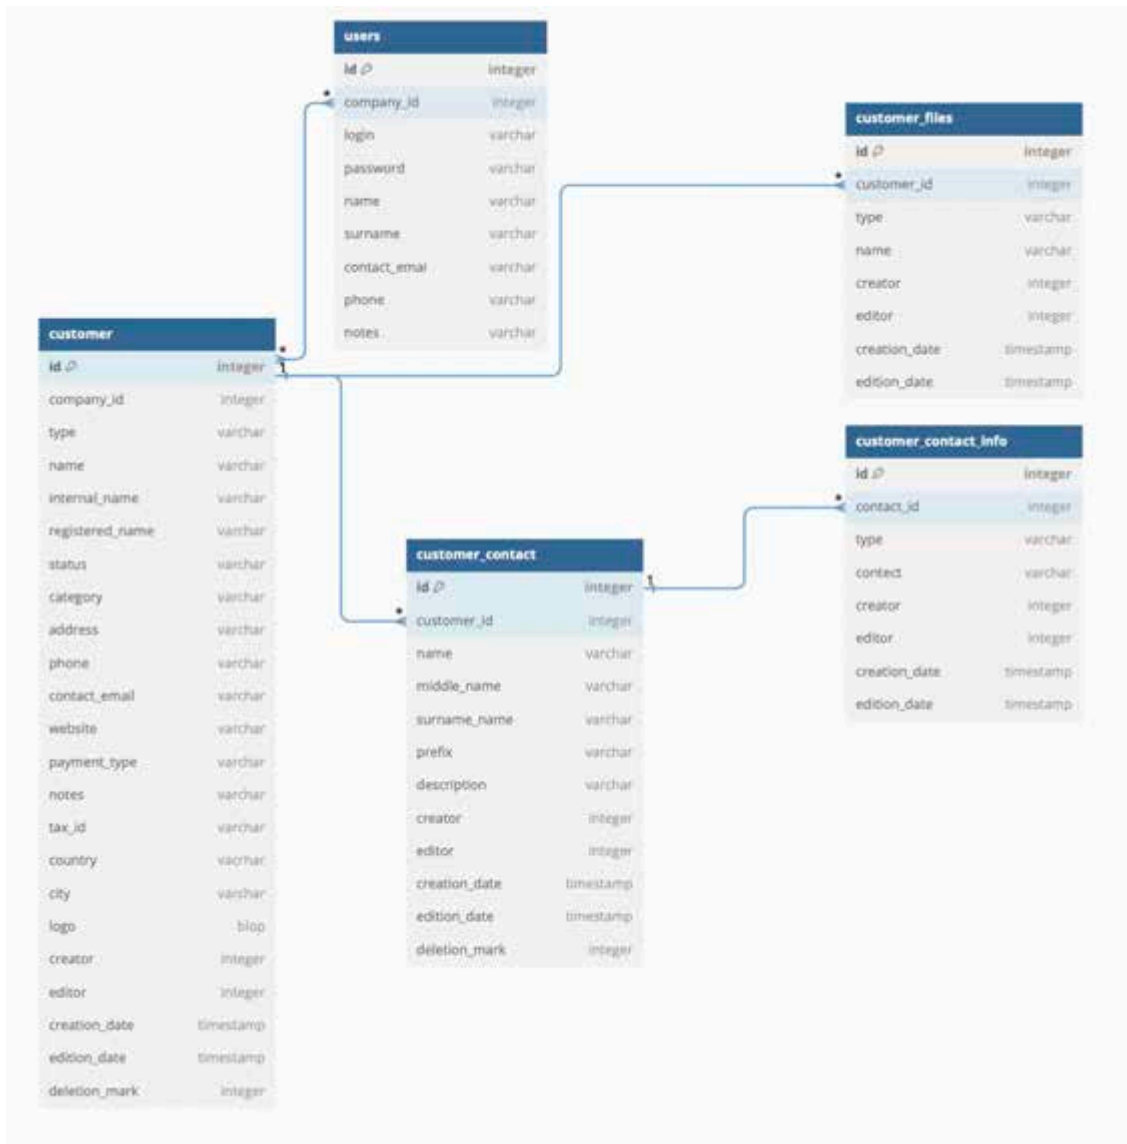 users
id integer
company_id integer
login varchar
password varchar
name varchar
surname varchar
contact_emai varchar
phone varchar
notes varchar
customer_files
id integer
customer_id integer
type varchar
name varchar
creator integer
editor integer
creation_date timestamp
edition_date timestamp
customer
id integer
company_id integer
type varchar
name varchar
internal_name varchar
registered_name varchar
status varchar
category varchar
address varchar
phone varchar
contact_email varchar
website varchar
payment_type varchar
notes varchar
tax_id varchar
country vacrhar
city varchar
logo blop
creator integer
editor integer
creation_date timestamp
edition_date timestamp
deletion_mark integer
* *
1 *
customer_contact
id integer
customer_id integer
name varchar
middle_name varchar
surname_name varchar
prefix varchar
description varchar
creator integer
editor integer
creation_date timestamp
edition_date timestamp
deletion_mark integer
* 1
customer_contact_info
id integer
contact_id integer
type varchar
contect varchar
creator integer
editor integer
creation_date timestamp
edition_date timestamp
*